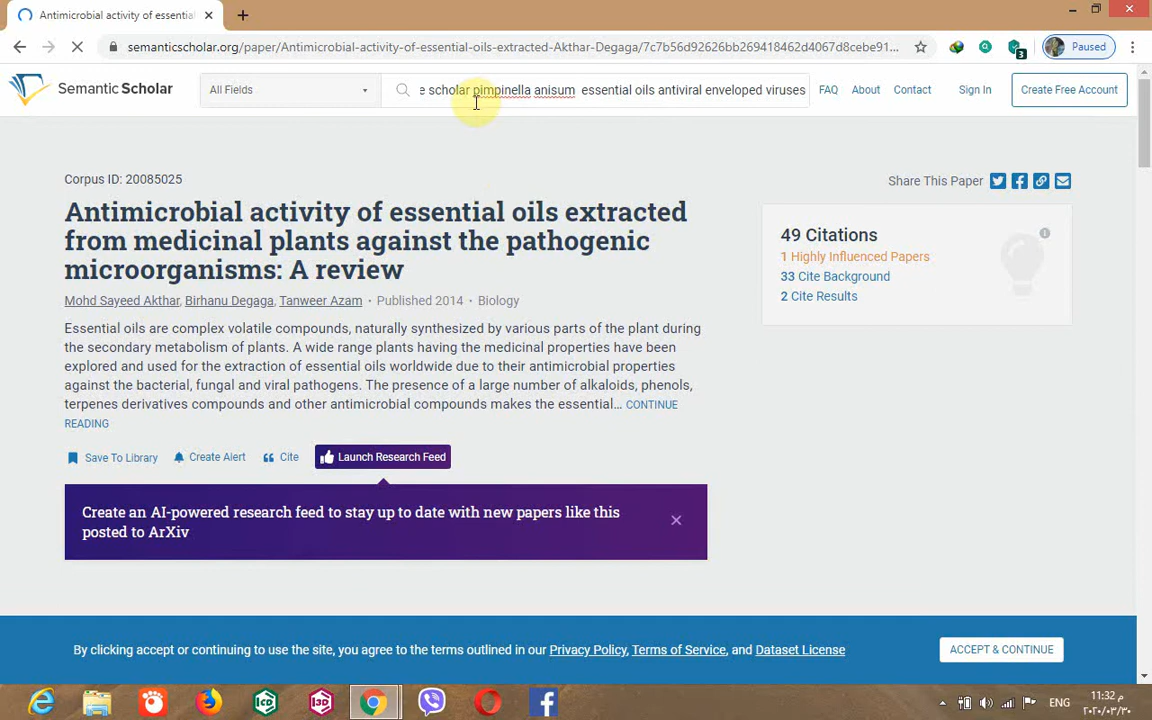 Antimicrobial activity of essential
semanticscholar.org/paper/Antimicrobial-activity-of-essential-oils-extracted-Akthar-Degaga/7c7b56d92626bb269418462d4067d8cebe91...
Paused
3
Semantic Scholar
All Fields
e scholar pimpinella anisum essential oils antiviral enveloped viruses
FAQ About Contact Sign In Create Free Account
Corpus ID: 20085025
Share This Paper
Antimicrobial activity of essential oils extracted
from medicinal plants against the pathogenic
microorganisms: A review
Mohd Sayeed Akthar, Birhanu Degaga, Tanweer Azam • Published 2014 • Biology
Essential oils are complex volatile compounds, naturally synthesized by various parts of the plant during
the secondary metabolism of plants. A wide range plants having the medicinal properties have been
explored and used for the extraction of essential oils worldwide due to their antimicrobial properties
against the bacterial, fungal and viral pathogens. The presence of a large number of alkaloids, phenols,
terpenes derivatives compounds and other antimicrobial compounds makes the essential… CONTINUE
READING
49 Citations
1 Highly Influenced Papers
33 Cite Background
2 Cite Results
Save To Library Create Alert Cite Launch Research Feed
Create an AI-powered research feed to stay up to date with new papers like this
posted to ArXiv
By clicking accept or continuing to use the site, you agree to the terms outlined in our Privacy Policy, Terms of Service, and Dataset License
ACCEPT & CONTINUE
ICD I3D
ENG
11:32 م
٢٠٢٠/٠٣/٣٠